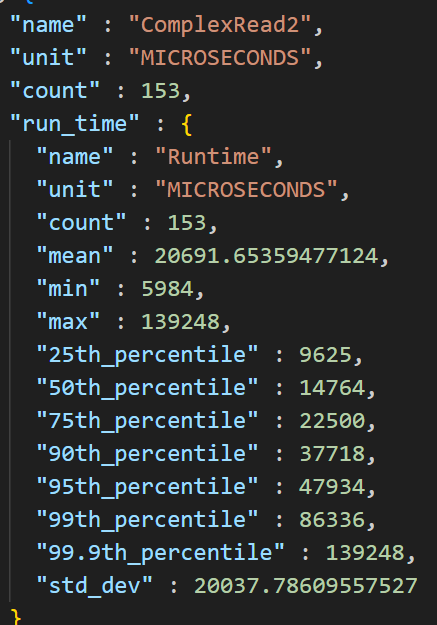 "name" : "ComplexRead2",
"unit" : "MICROSECONDS",
"count" : 153,
"run_time" : {
"name" : "Runtime",
"unit" : "MICROSECONDS",
"count" : 153,
"mean" : 20691.65359477124,
"min" : 5984,
"max" : 139248,
"25th_percentile" : 9625,
"50th_percentile" : 14764,
"75th_percentile" : 22500,
"90th_percentile" : 37718,
"95th_percentile" : 47934,
"99th_percentile" : 86336,
"99.9th_percentile" : 139248,
"std_dev" : 20037.78609557527
}